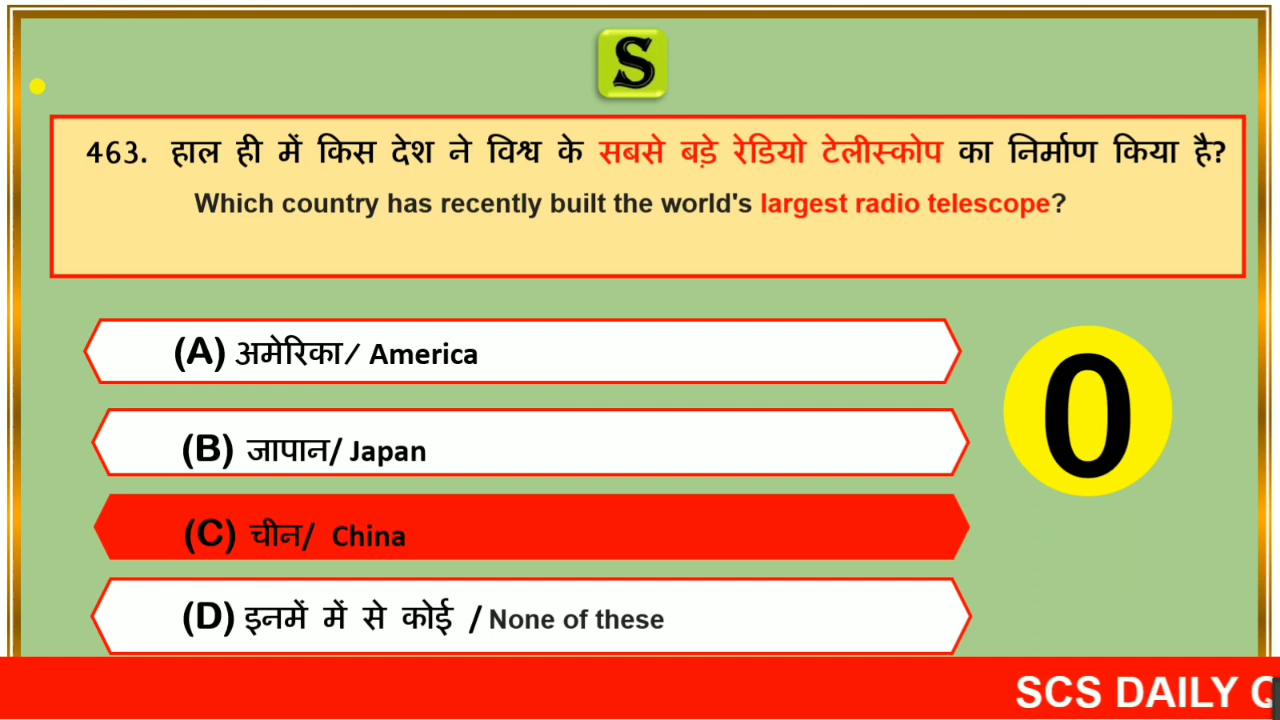 S
463. हाल ही में किस देश ने विश्व के सबसे बड़े रेडियो टेलीस्कोप का निर्माण किया है?
Which country has recently built the world's largest radio telescope?
(A) अमेरिका/ America
0
(B) जापान/ Japan
(C) चीन/ China
(D) इनमें में से कोई / None of these
SCS DAILY